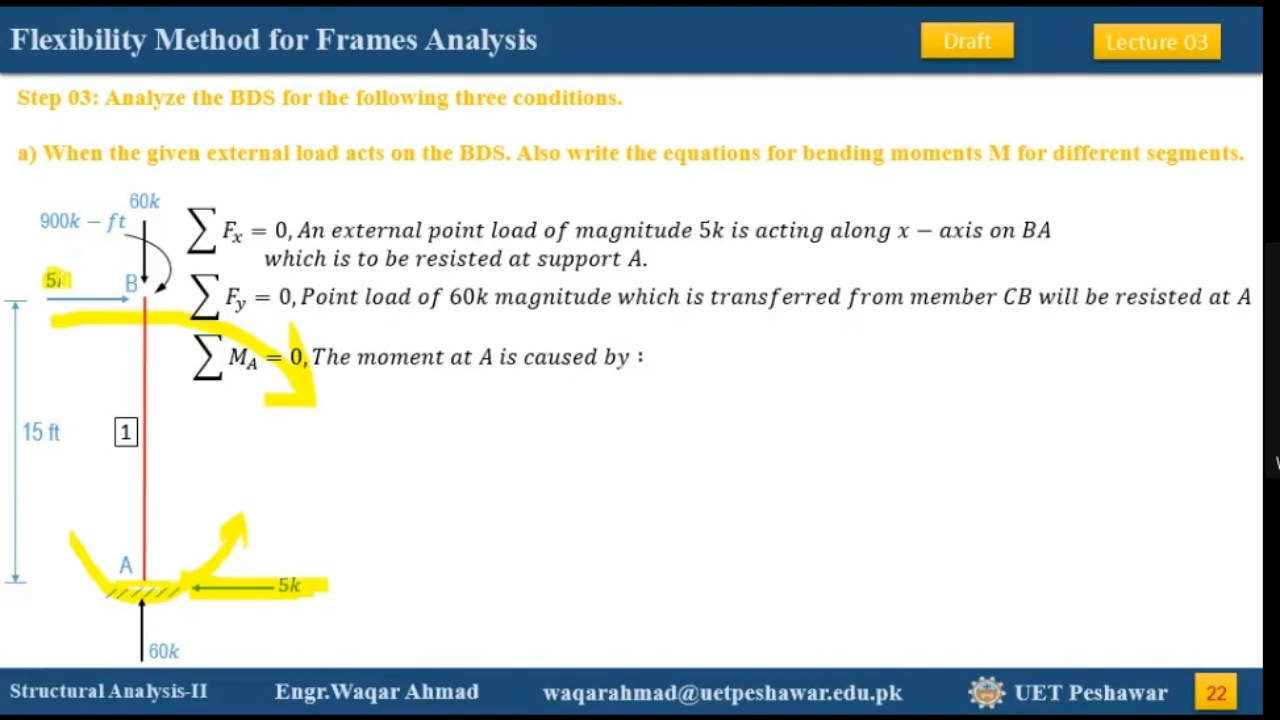 Flexibility Method for Frames Analysis
Draft
Lecture 03
Step 03: Analyze the BDS for the following three conditions.
a) When the given external load acts on the BDS. Also write the equations for bending moments M for different segments.
60k
900k − ft
∑ Fx = 0, An external point load of magnitude 5k is acting along x − axis on BA
which is to be resisted at support A.
5k
B
∑ Fy = 0, Point load of 60k magnitude which is transferred from member CB will be resisted at A
∑ MA = 0, The moment at A is caused by :
15 ft
1
A
5k
60k
Structural Analysis-II
Engr.Waqar Ahmad
waqarahmad@uetpeshawar.edu.pk
UET Peshawar
22